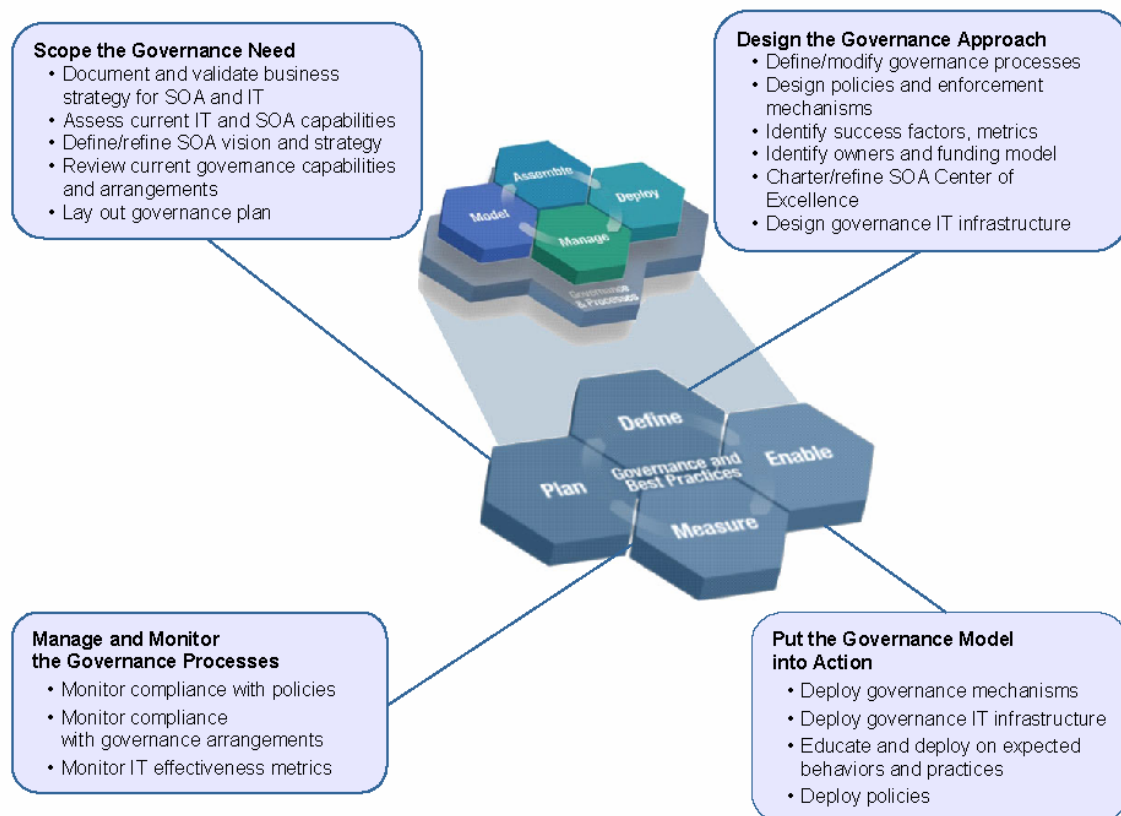 Scope the Governance Need
• Document and validate business
strategy for SOA and IT
• Assess current IT and SOA capabilities
• Define/refine SOA vision and strategy
• Review current governance capabilities
and arrangements
• Lay out governance plan
Design the Governance Approach
• Define/modify governance processes
• Design policies and enforcement
mechanisms
• Identify success factors, metrics
• Identify owners and funding model
• Charter/refine SOA Center of
Excellence
• Design governance IT infrastructure
Assemble
Deploy
Model
Manage
Governance
& Processes
Define
Enable
Governance and
Best Practices
Plan
Measure
Manage and Monitor
the Governance Processes
• Monitor compliance with policies
• Monitor compliance
with governance arrangements
• Monitor IT effectiveness metrics
Put the Governance Model
into Action
• Deploy governance mechanisms
• Deploy governance IT infrastructure
• Educate and deploy on expected
behaviors and practices
• Deploy policies